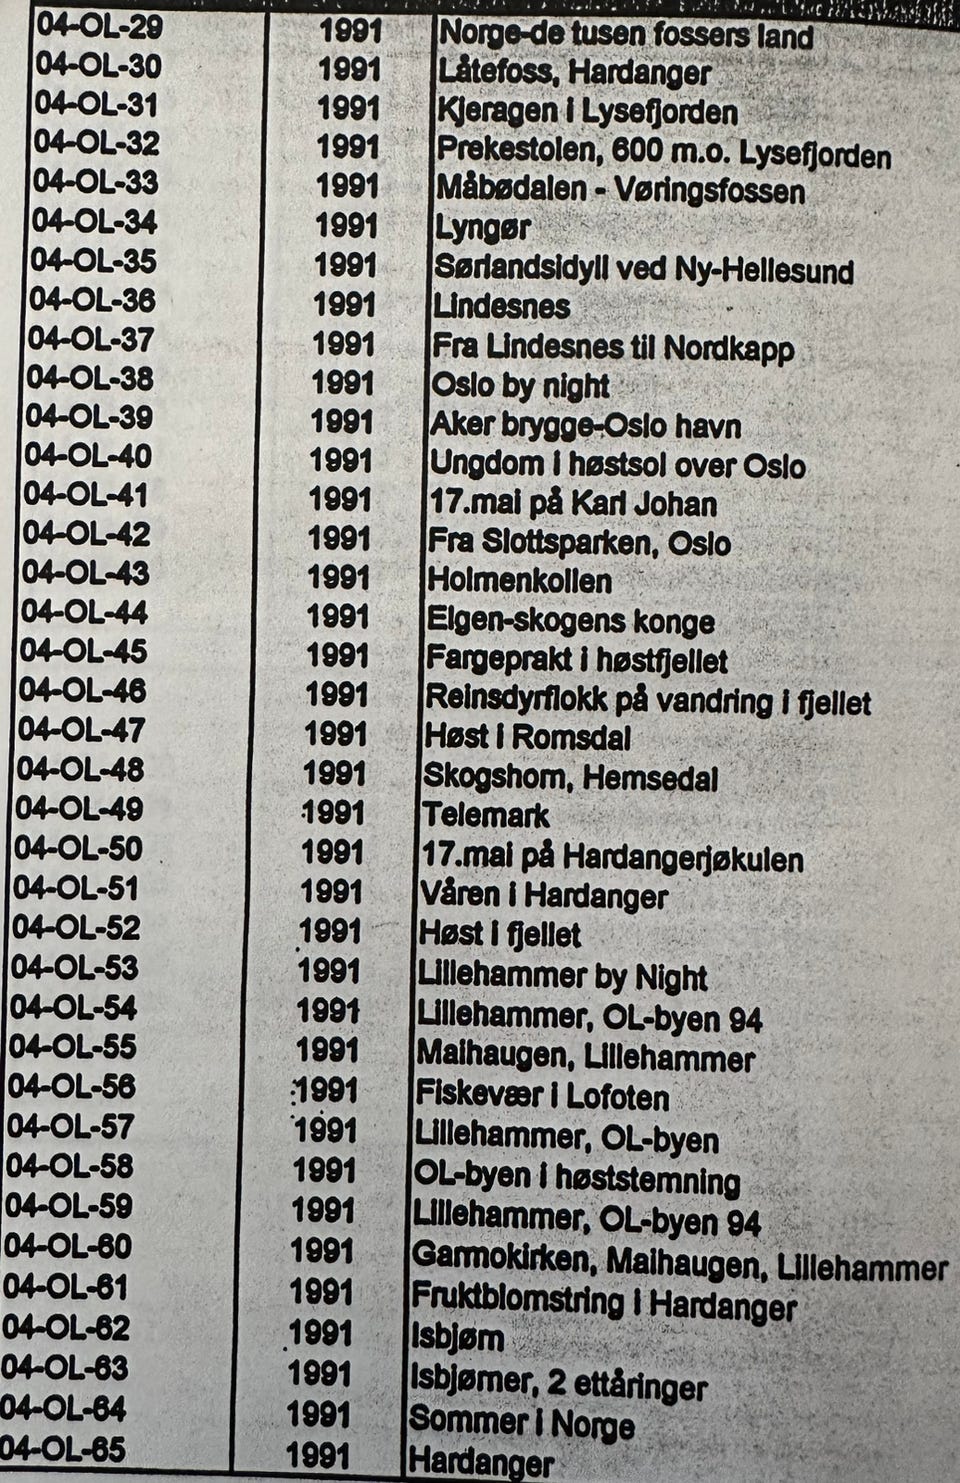 04-OL-29 1991 Norge-de tusen fossers land
04-OL-30 1991 Låtefoss, Hardanger
04-OL-31 1991 Kjeragen i Lysefjorden
04-OL-32 1991 Prekestolen, 600 m.o. Lysefjorden
04-OL-33 1991 Måbødalen - Vøringsfossen
04-OL-34 1991 Lyngør
04-OL-35 1991 Sørlandsidyll ved Ny-Hellesund
04-OL-36 1991 Lindesnes
04-OL-37 1991 Fra Lindesnes til Nordkapp
04-OL-38 1991 Oslo by night
04-OL-39 1991 Aker brygge-Oslo havn
04-OL-40 1991 Ungdom i høstsol over Oslo
04-OL-41 1991 17.mai på Karl Johan
04-OL-42 1991 Fra Slottsparken, Oslo
04-OL-43 1991 Holmenkollen
04-OL-44 1991 Elgen-skogens konge
04-OL-45 1991 Fargeprakt i høstfjellet
04-OL-46 1991 Reinsdyrflokk på vandring i fjellet
04-OL-47 1991 Høst i Romsdal
04-OL-48 1991 Skogshorn, Hemsedal
04-OL-49 1991 Telemark
04-OL-50 1991 17.mai på Hardangerjøkulen
04-OL-51 1991 Våren i Hardanger
04-OL-52 1991 Høst i fjellet
04-OL-53 1991 Lillehammer by Night
04-OL-54 1991 Lillehammer, OL-byen 94
04-OL-55 1991 Maihaugen, Lillehammer
04-OL-56 1991 Fiskevær i Lofoten
04-OL-57 1991 Lillehammer, OL-byen
04-OL-58 1991 OL-byen i høststemning
04-OL-59 1991 Lillehammer, OL-byen 94
04-OL-60 1991 Garmokirken, Maihaugen, Lillehammer
04-OL-61 1991 Fruktblomstring i Hardanger
04-OL-62 1991 Isbjørn
04-OL-63 1991 Isbjørner, 2 ettåringer
04-OL-64 1991 Sommer i Norge
04-OL-65 1991 Hardanger